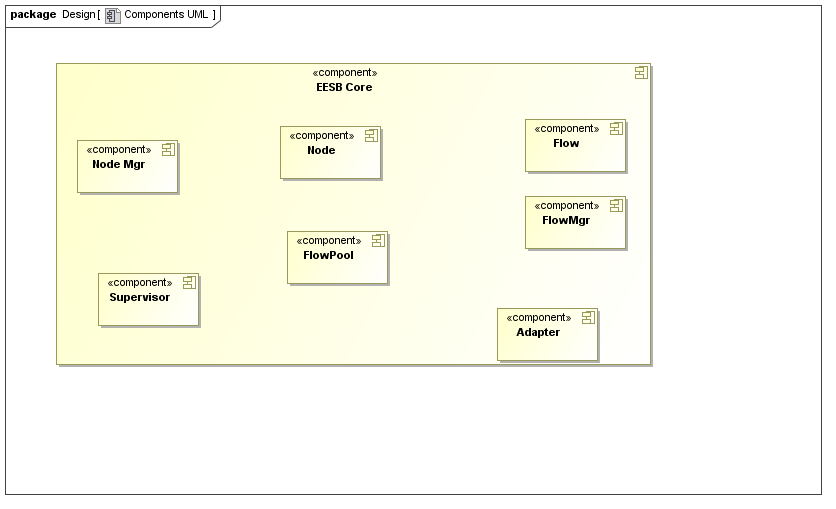 package Design[ Components UML ]
«component»
EESB Core
«component»
Node Mgr
«component»
Node
«component»
Flow
«component»
FlowMgr
«component»
FlowPool
«component»
Supervisor
«component»
Adapter